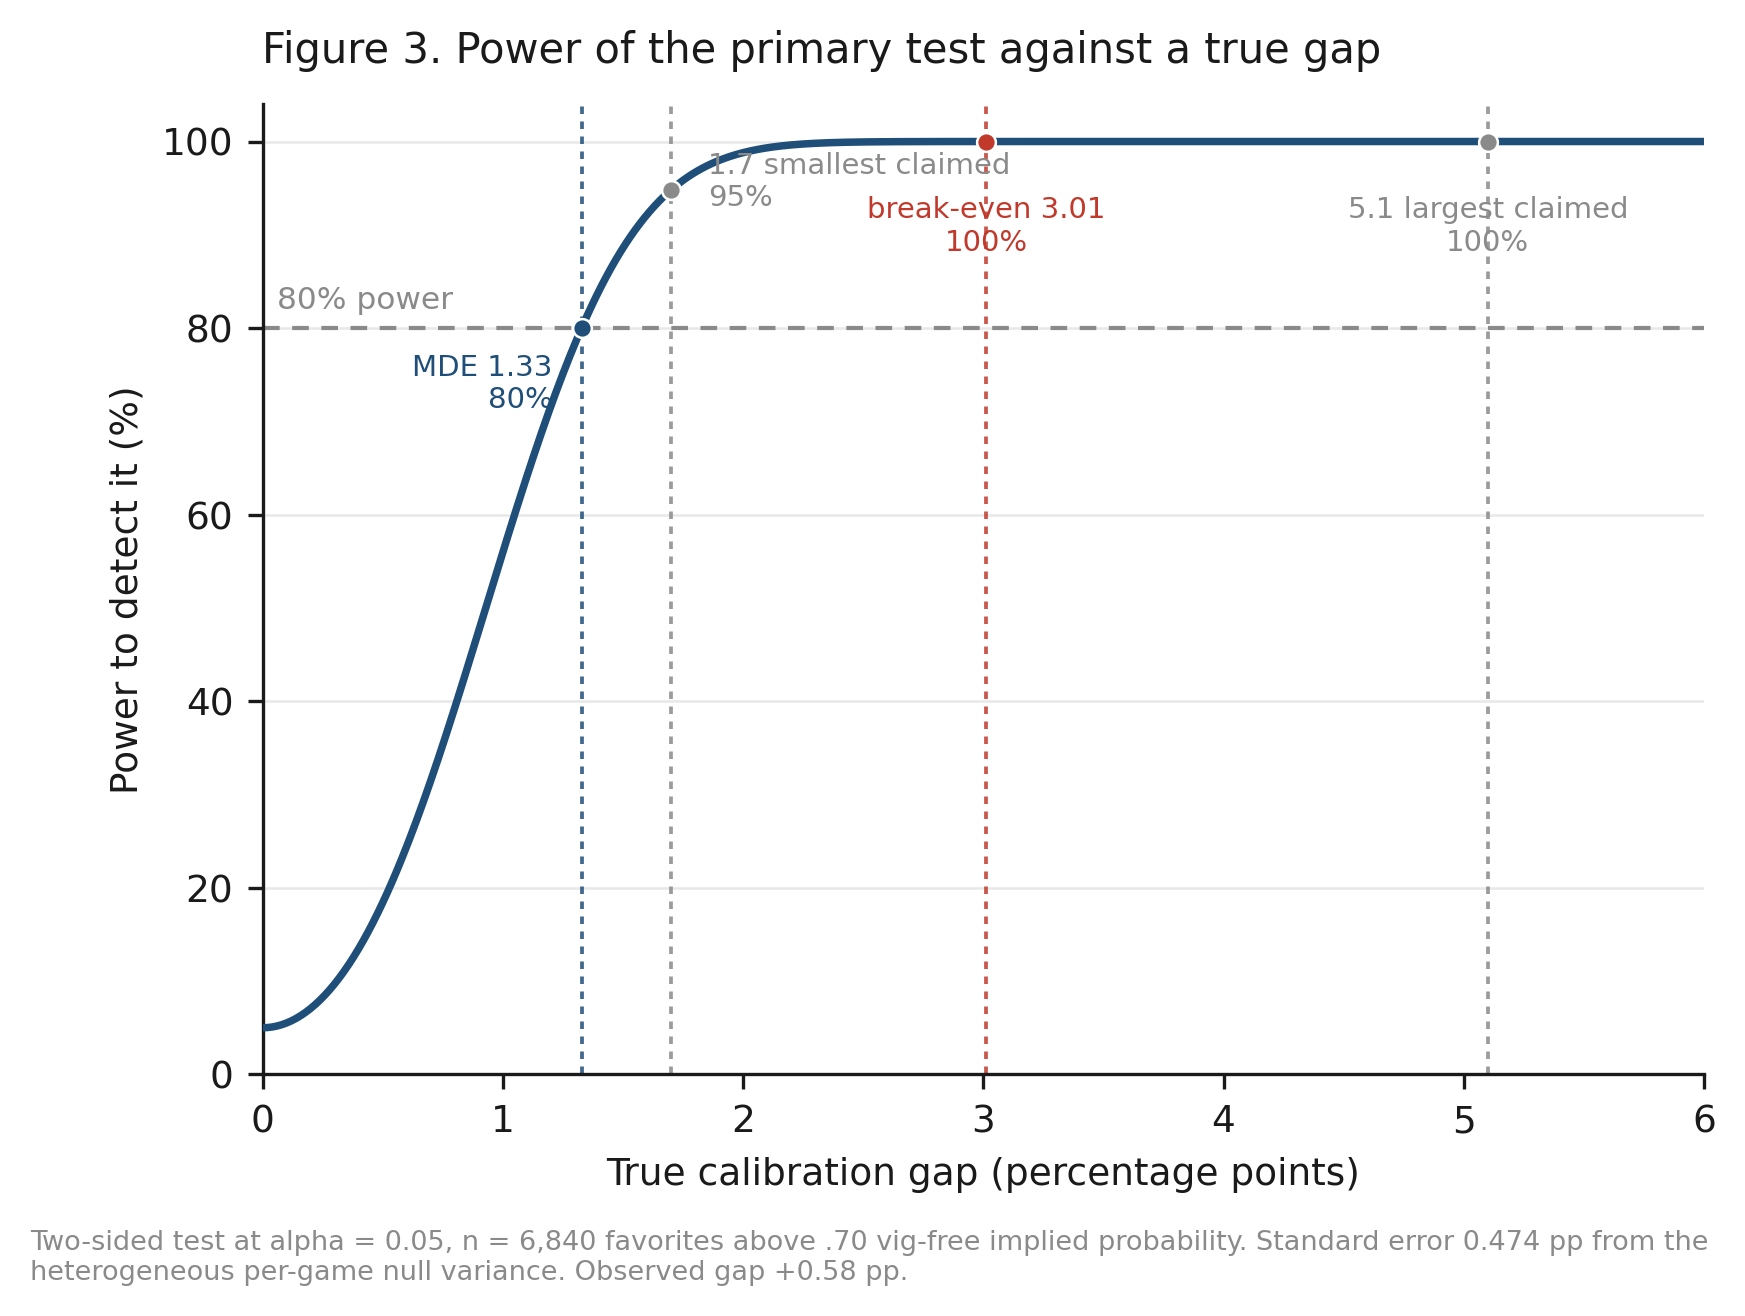 Figure 3. Power of the primary test against a true gap
100
1.7 smallest claimed
95%
break-even 3.01
100%
5.1 largest claimed
100%
80% power
80
MDE 1.33
80%
60
40
20
0
Power to detect it (%)
0 1 2 3 4 5 6
True calibration gap (percentage points)
Two-sided test at alpha = 0.05, n = 6,840 favorites above .70 vig-free implied probability. Standard error 0.474 pp from the
heterogeneous per-game null variance. Observed gap +0.58 pp.